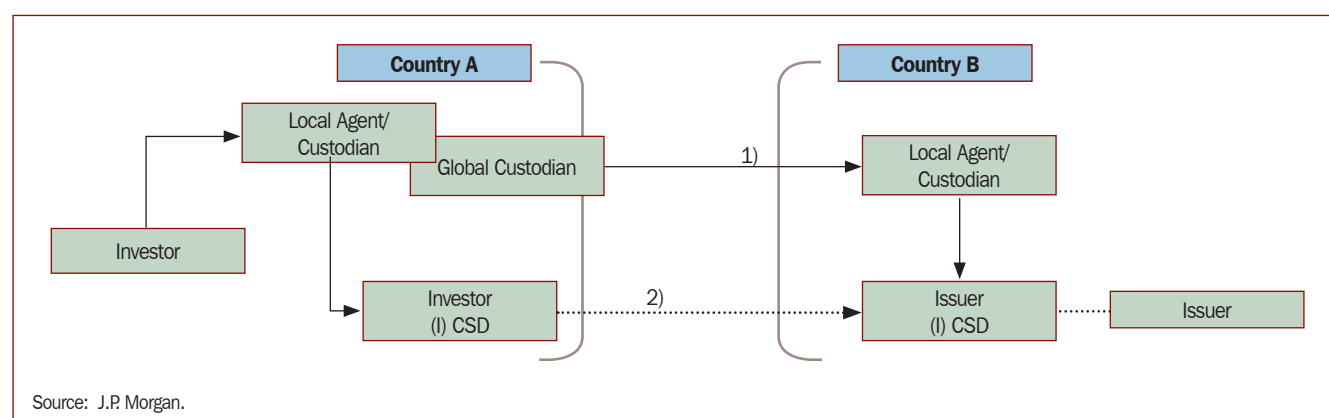 Country A
Country B
Local Agent/
Custodian
Global Custodian
1)
Local Agent/
Custodian
Investor
Investor
(I) CSD
2)
Issuer
(I) CSD
Issuer
Source: J.P. Morgan.